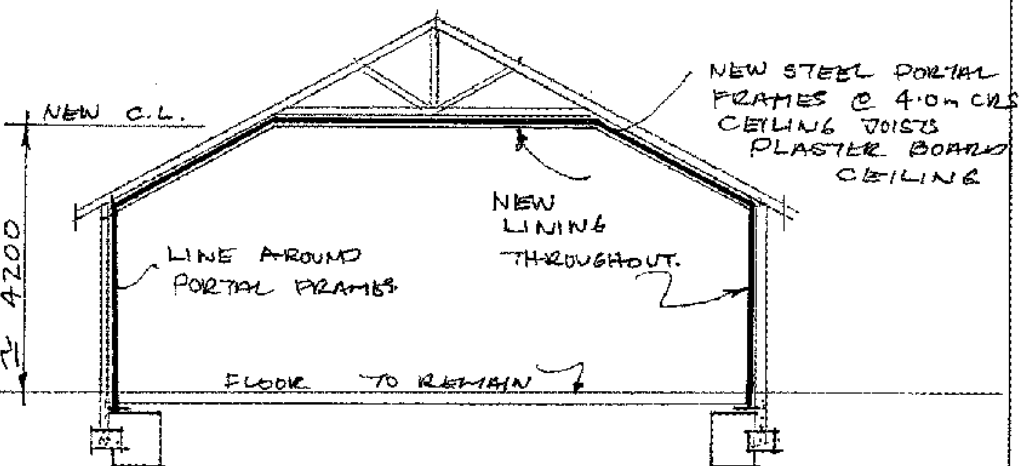 NEW STEEL PORTAL
FRAMES @ 4.0m CRS
CEILING JOISTS
PLASTER BOARD
CEILING
NEW C.L.
NEW
LINING
THROUGHOUT.
LINE AROUND
PORTAL FRAMES
≃ 4200
FLOOR TO REMAIN